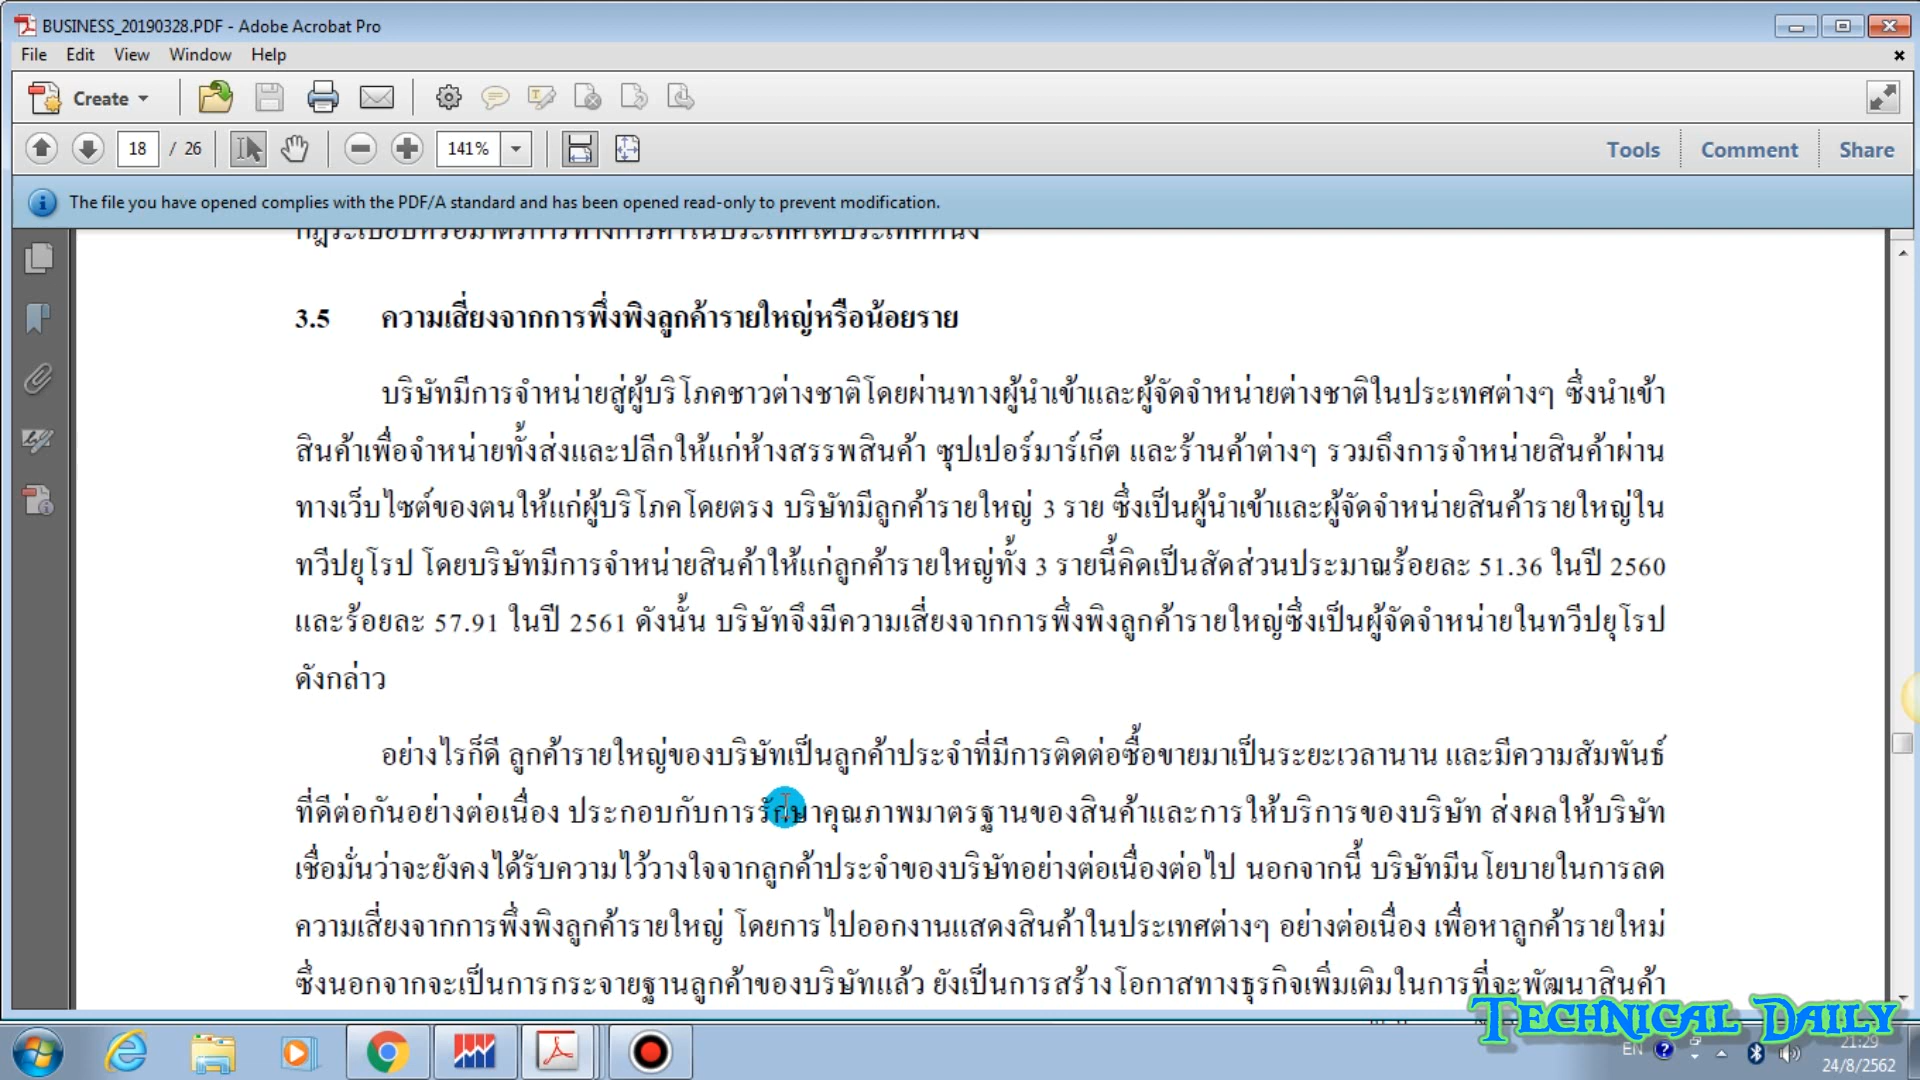 BUSINESS_20190328.PDF - Adobe Acrobat Pro
File Edit View Window Help
Create
18 / 26 141% Tools Comment Share
The file you have opened complies with the PDF/A standard and has been opened read-only to prevent modification.
3.5 ความเสี่ยงจากการพึ่งพิงลูกค้ารายใหญ่หรือน้อยราย
บริษัทมีการจำหน่ายสู่ผู้บริโภคชาวต่างชาติโดยผ่านทางผู้นำเข้าและผู้จัดจำหน่ายต่างชาติในประเทศต่างๆ ซึ่งนำเข้า
สินค้าเพื่อจำหน่ายทั้งส่งและปลีกให้แก่ห้างสรรพสินค้า ซุปเปอร์มาร์เก็ต และร้านค้าต่างๆ รวมถึงการจำหน่ายสินค้าผ่าน
ทางเว็บไซต์ของตนให้แก่ผู้บริโภคโดยตรง บริษัทมีลูกค้ารายใหญ่ 3 ราย ซึ่งเป็นผู้นำเข้าและผู้จัดจำหน่ายสินค้ารายใหญ่ใน
ทวีปยุโรป โดยบริษัทมีการจำหน่ายสินค้าให้แก่ลูกค้ารายใหญ่ทั้ง 3 รายนี้คิดเป็นสัดส่วนประมาณร้อยละ 51.36 ในปี 2560
และร้อยละ 57.91 ในปี 2561 ดังนั้น บริษัทจึงมีความเสี่ยงจากการพึ่งพิงลูกค้ารายใหญ่ซึ่งเป็นผู้จัดจำหน่ายในทวีปยุโรป
ดังกล่าว
อย่างไรก็ดี ลูกค้ารายใหญ่ของบริษัทเป็นลูกค้าประจำที่มีการติดต่อซื้อขายมาเป็นระยะเวลานาน และมีความสัมพันธ์
ที่ดีต่อกันอย่างต่อเนื่อง ประกอบกับการรักษาคุณภาพมาตรฐานของสินค้าและการให้บริการของบริษัท ส่งผลให้บริษัท
เชื่อมั่นว่าจะยังคงได้รับความไว้วางใจจากลูกค้าประจำของบริษัทอย่างต่อเนื่องต่อไป นอกจากนี้ บริษัทมีนโยบายในการลด
ความเสี่ยงจากการพึ่งพิงลูกค้ารายใหญ่ โดยการไปออกงานแสดงสินค้าในประเทศต่างๆ อย่างต่อเนื่อง เพื่อหาลูกค้ารายใหม่
ซึ่งนอกจากจะเป็นการกระจายฐานลูกค้าของบริษัทแล้ว ยังเป็นการสร้างโอกาสทางธุรกิจเพิ่มเติมในการที่จะพัฒนาสินค้า
TECHNICAL DAILY
EN 21:29
24/8/2562